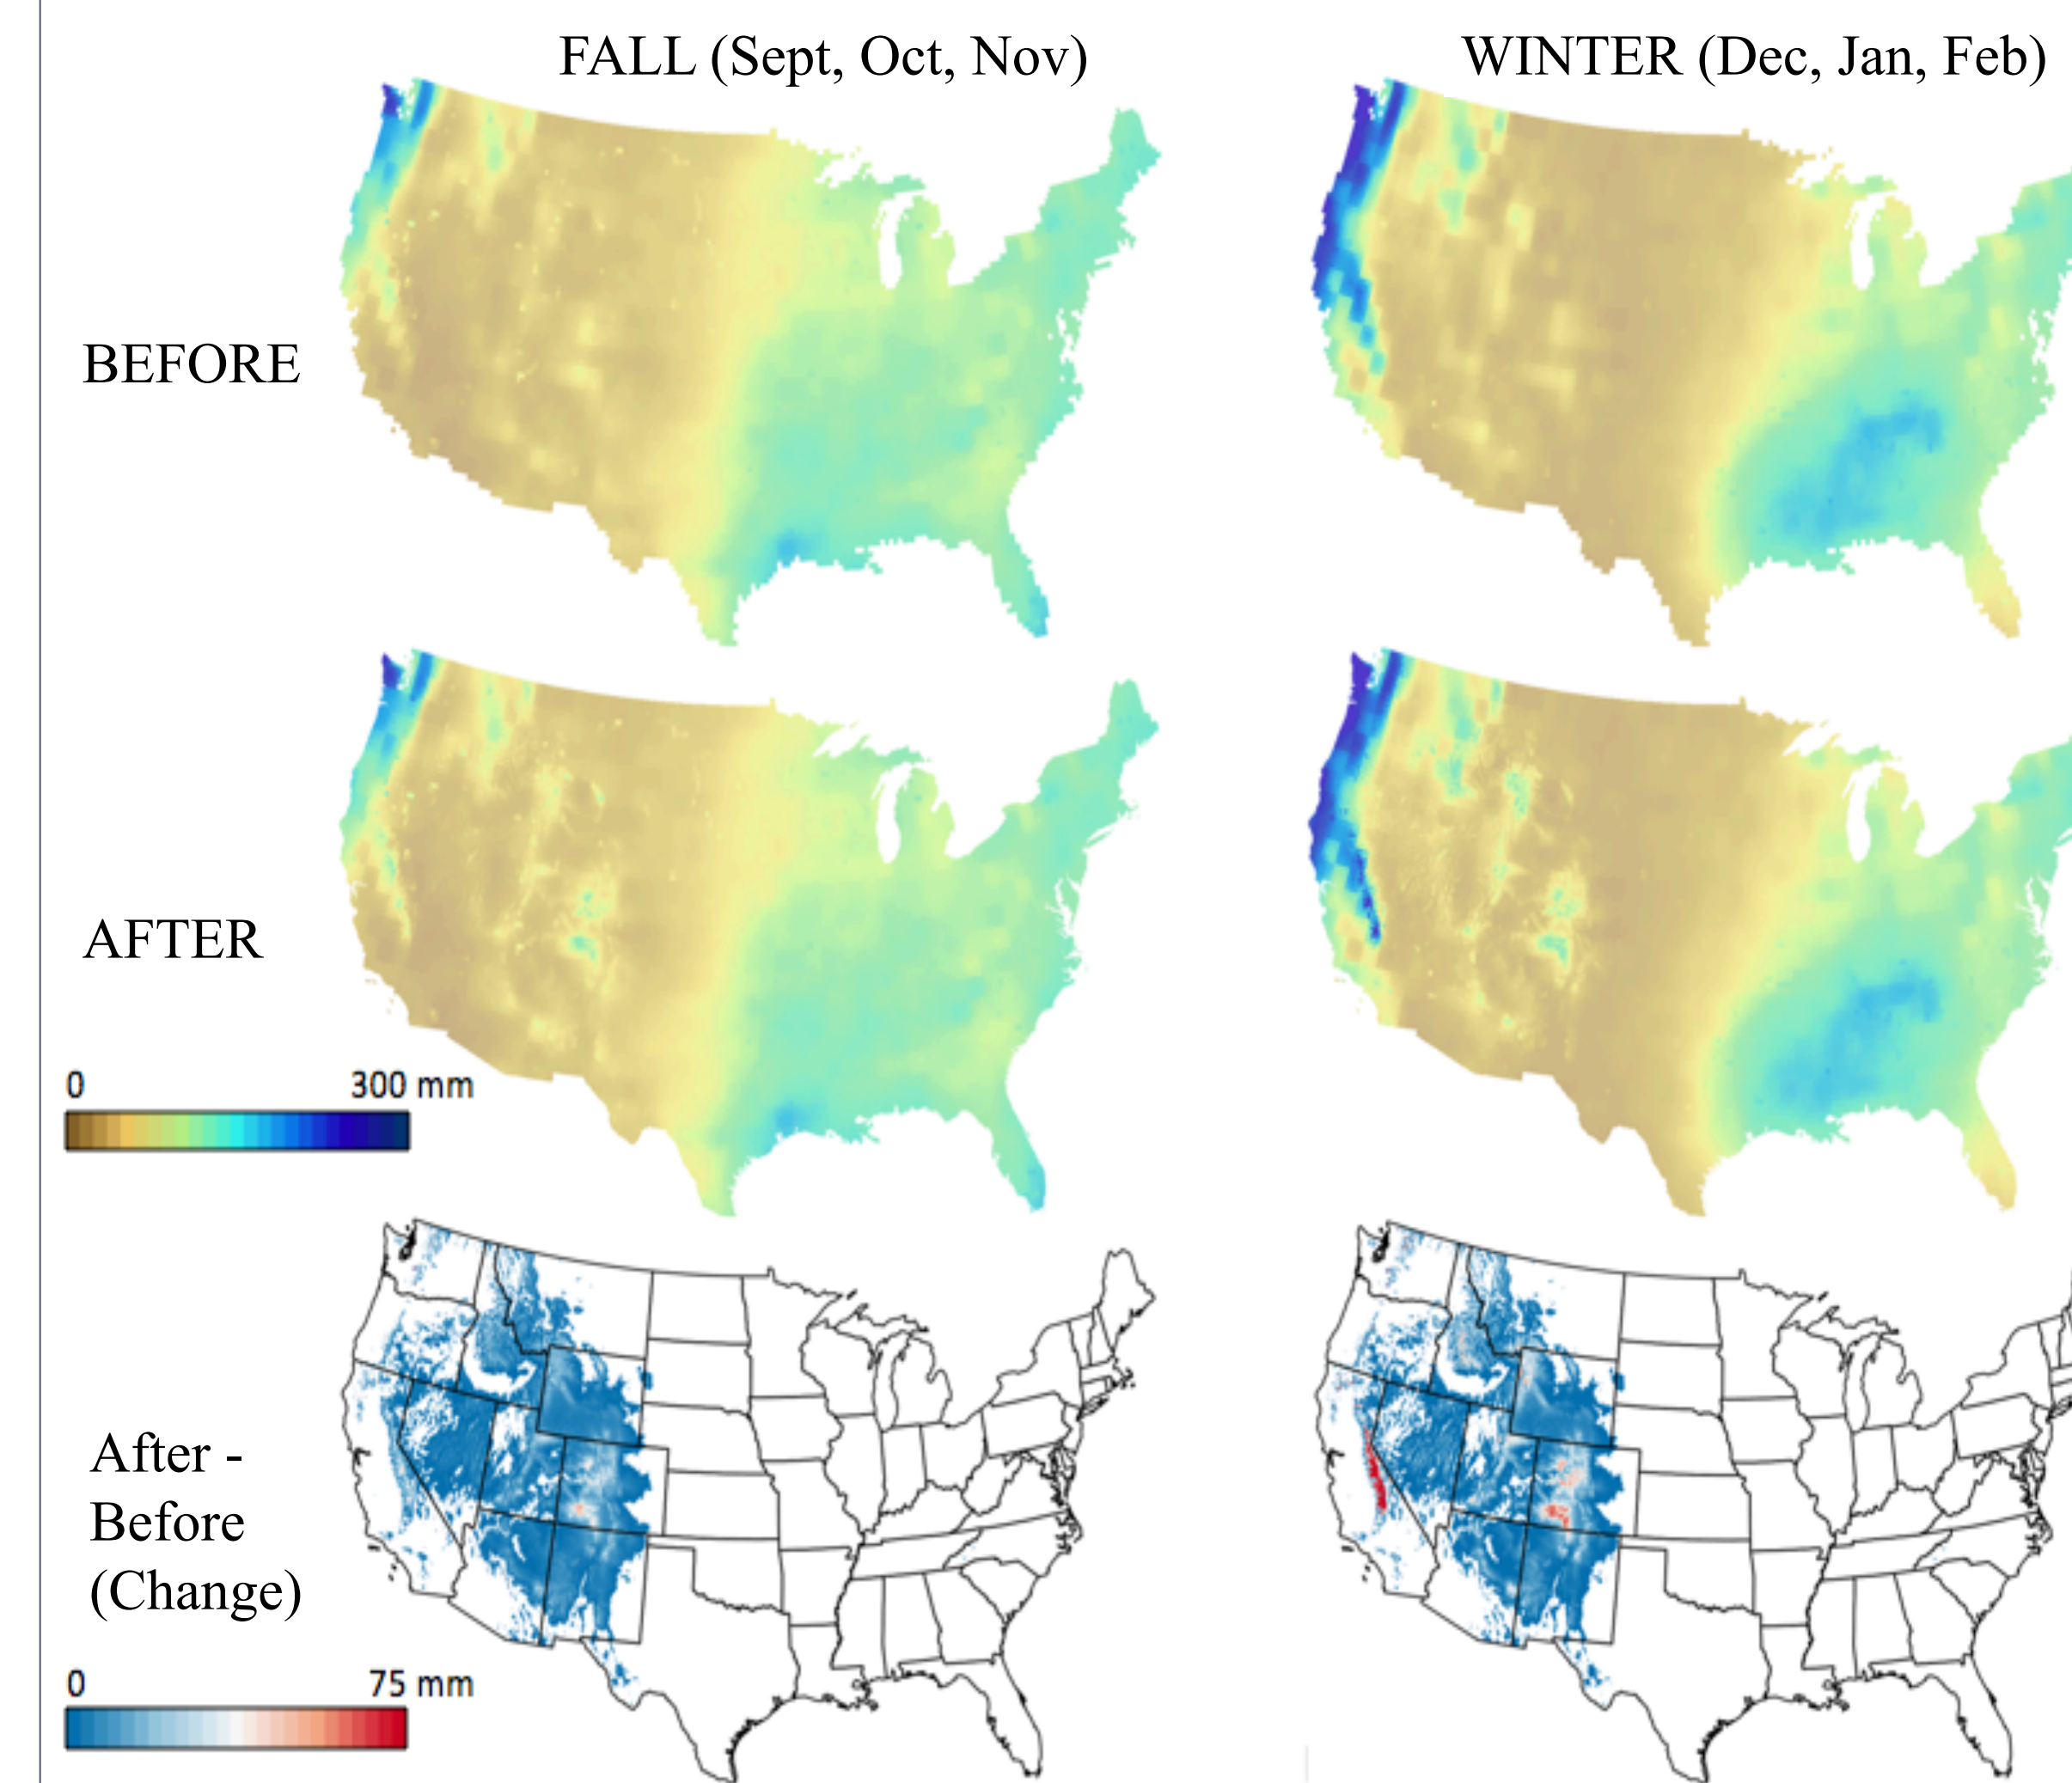 FALL (Sept, Oct, Nov)
WINTER (Dec, Jan, Feb)
BEFORE
AFTER
0 300 mm
After -
Before
(Change)
0 75 mm